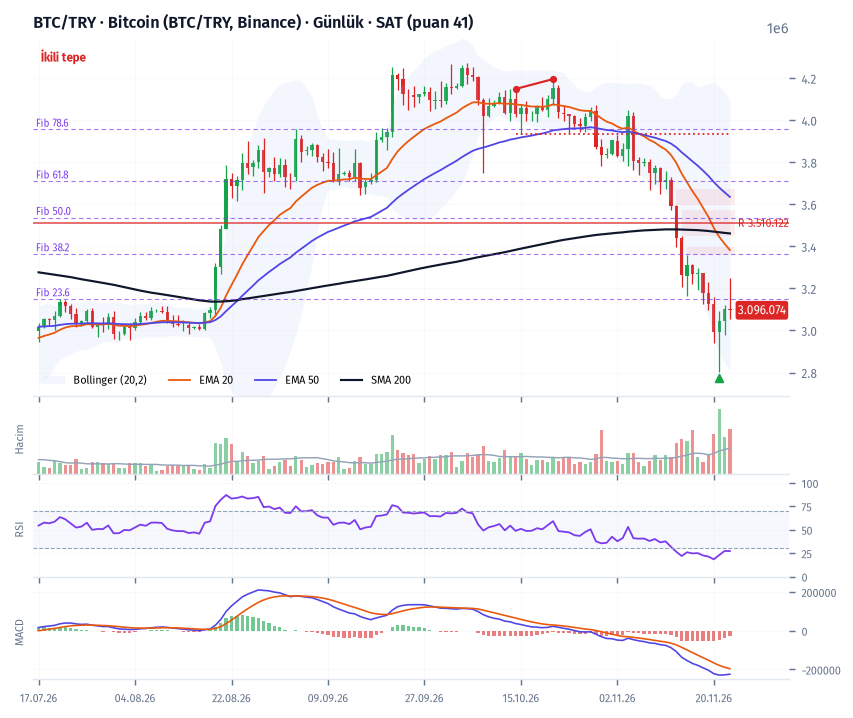 BTC/TRY · Bitcoin (BTC/TRY, Binance) · Günlük · SAT (puan 41)
1e6
İkili tepe
4.2
4.0
3.8
3.6
3.4
3.2
3.0
2.8
Fib 78.6
Fib 61.8
Fib 50.0
Fib 38.2
Fib 23.6
R 3.510.122
3.096.074
Bollinger (20,2) EMA 20 EMA 50 SMA 200
Hacim
RSI
100
75
50
25
0
MACD
200000
0
−200000
17.07.26 04.08.26 22.08.26 09.09.26 27.09.26 15.10.26 02.11.26 20.11.26